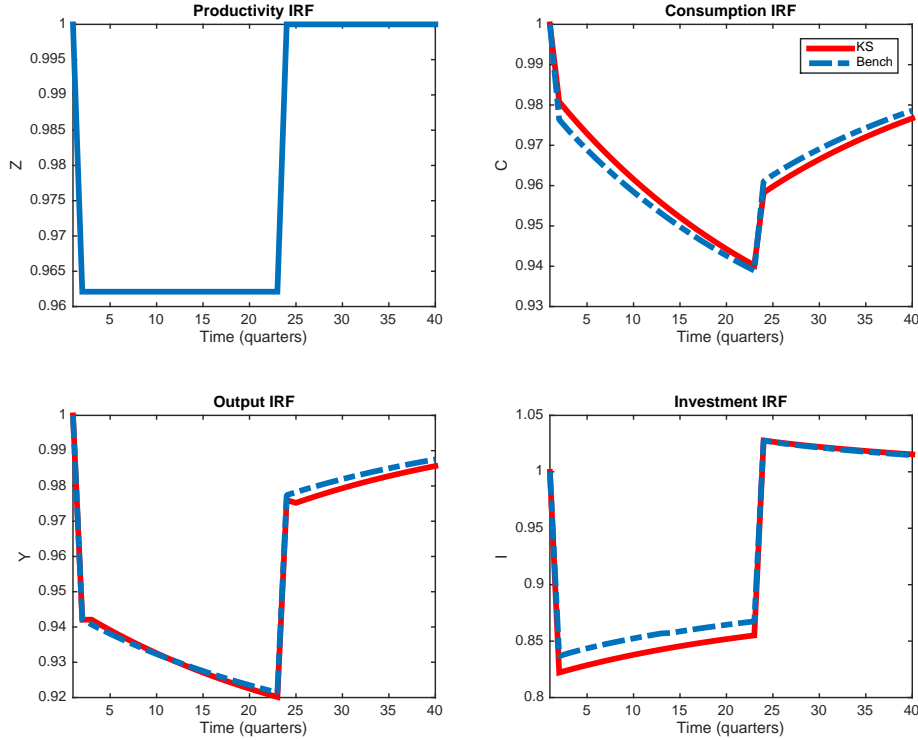 Productivity IRF
1
0.995
0.99
0.985
0.98
0.975
0.97
0.965
0.96
Z
5 10 15 20 25 30 35 40
Time (quarters)
Consumption IRF
1
0.99
0.98
0.97
0.96
0.95
0.94
0.93
C
KS
Bench
5 10 15 20 25 30 35 40
Time (quarters)
Output IRF
1
0.99
0.98
0.97
0.96
0.95
0.94
0.93
0.92
Y
5 10 15 20 25 30 35 40
Time (quarters)
Investment IRF
1.05
1
0.95
0.9
0.85
0.8
I
5 10 15 20 25 30 35 40
Time (quarters)